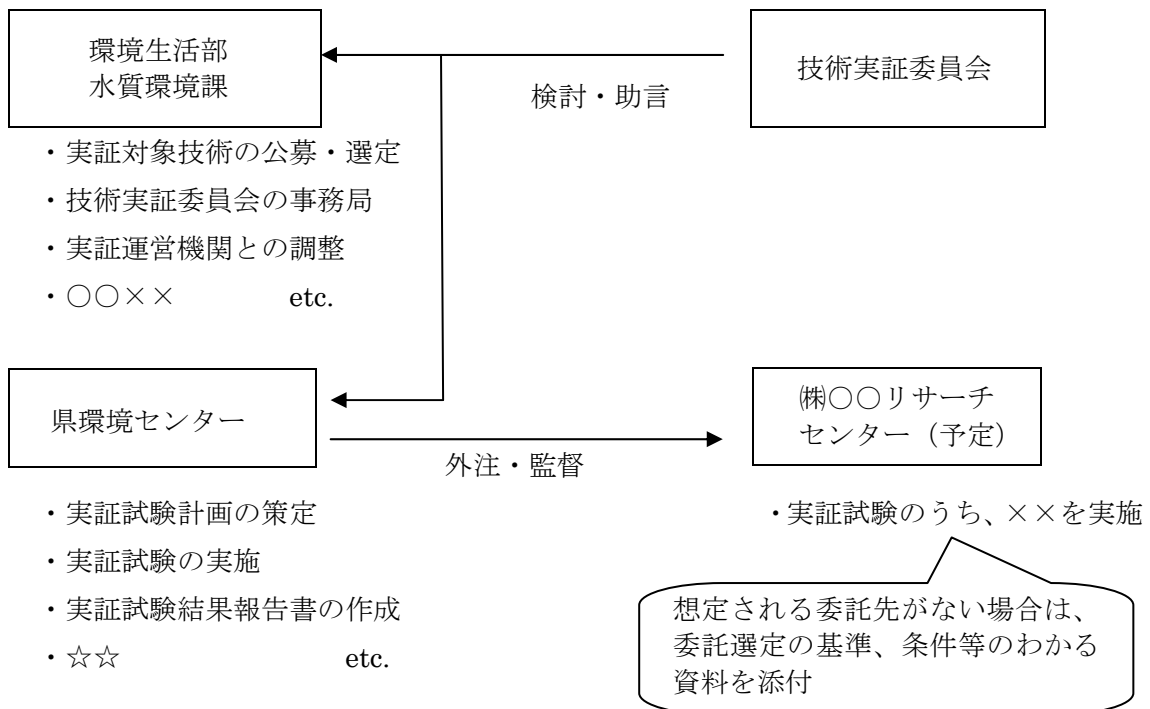 環境生活部
水質環境課
検討・助言
技術実証委員会
・実証対象技術の公募・選定
・技術実証委員会の事務局
・実証運営機関との調整
・○○×× etc.
県環境センター
外注・監督
㈱○○リサーチ
センター（予定）
・実証試験計画の策定
・実証試験の実施
・実証試験結果報告書の作成
・☆☆ etc.
・実証試験のうち、××を実施
想定される委託先がない場合は、
委託選定の基準、条件等のわかる
資料を添付